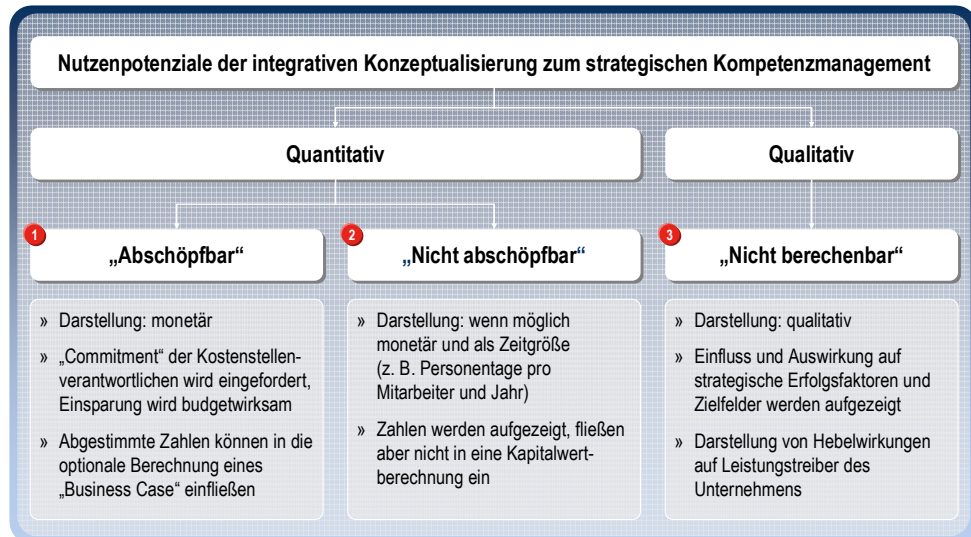 Nutzenpotenziale der integrativen Konzeptualisierung zum strategischen Kompetenzmanagement
Quantitativ
Qualitativ
1
„Abschöpfbar“
2
„Nicht abschöpfbar“
3
„Nicht berechenbar“
» Darstellung: monetär
» „Commitment“ der Kostenstellen-
verantwortlichen wird eingefordert,
Einsparung wird budgetwirksam
» Abgestimmte Zahlen können in die
optionale Berechnung eines
„Business Case“ einfließen
» Darstellung: wenn möglich
monetär und als Zeitgröße
(z. B. Personentage pro
Mitarbeiter und Jahr)
» Zahlen werden aufgezeigt, fließen
aber nicht in eine Kapitalwert-
berechnung ein
» Darstellung: qualitativ
» Einfluss und Auswirkung auf
strategische Erfolgsfaktoren und
Zielfelder werden aufgezeigt
» Darstellung von Hebelwirkungen
auf Leistungstreiber des
Unternehmens